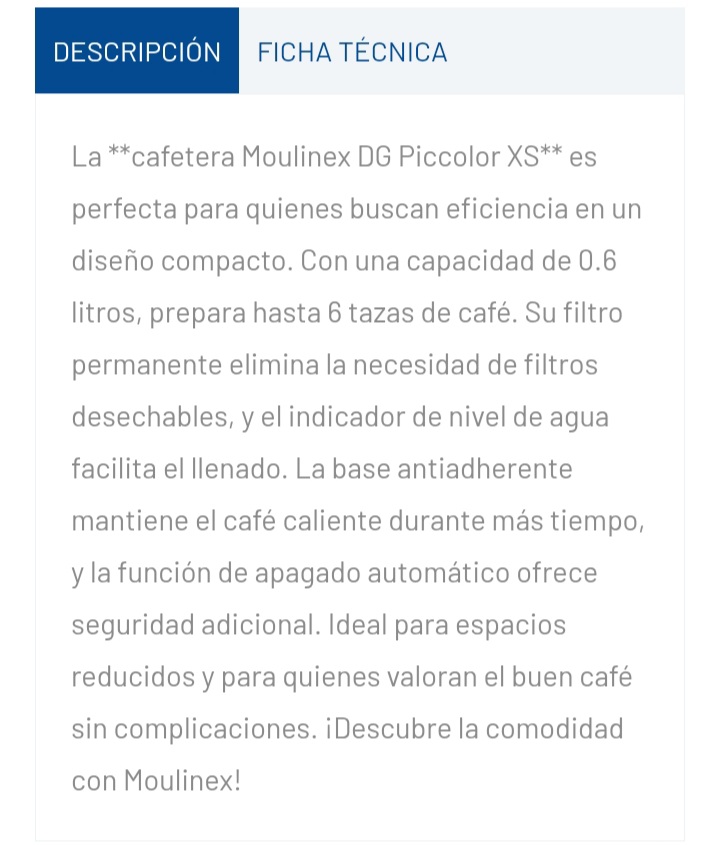 DESCRIPCIÓN FICHA TÉCNICA
La **cafetera Moulinex DG Piccolor XS** es
perfecta para quienes buscan eficiencia en un
diseño compacto. Con una capacidad de 0.6
litros, prepara hasta 6 tazas de café. Su filtro
permanente elimina la necesidad de filtros
desechables, y el indicador de nivel de agua
facilita el llenado. La base antiadherente
mantiene el café caliente durante más tiempo,
y la función de apagado automático ofrece
seguridad adicional. Ideal para espacios
reducidos y para quienes valoran el buen café
sin complicaciones. ¡Descubre la comodidad
con Moulinex!